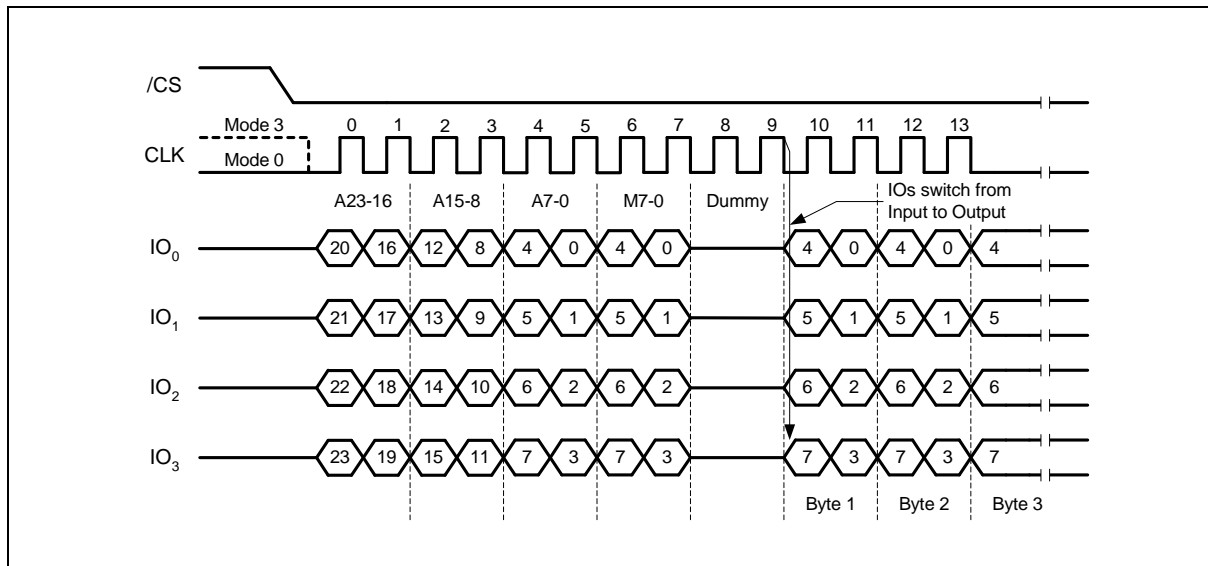 /CS
Mode 3 0 1 2 3 4 5 6 7 8 9 10 11 12 13
CLK
Mode 0
A23-16 A15-8 A7-0 M7-0 Dummy
IOs switch from
Input to Output
IO0 20 16 12 8 4 0 4 0 4 0 4 0 4
IO1 21 17 13 9 5 1 5 1 5 1 5 1 5
IO2 22 18 14 10 6 2 6 2 6 2 6 2 6
IO3 23 19 15 11 7 3 7 3 7 3 7 3 7
Byte 1 Byte 2 Byte 3